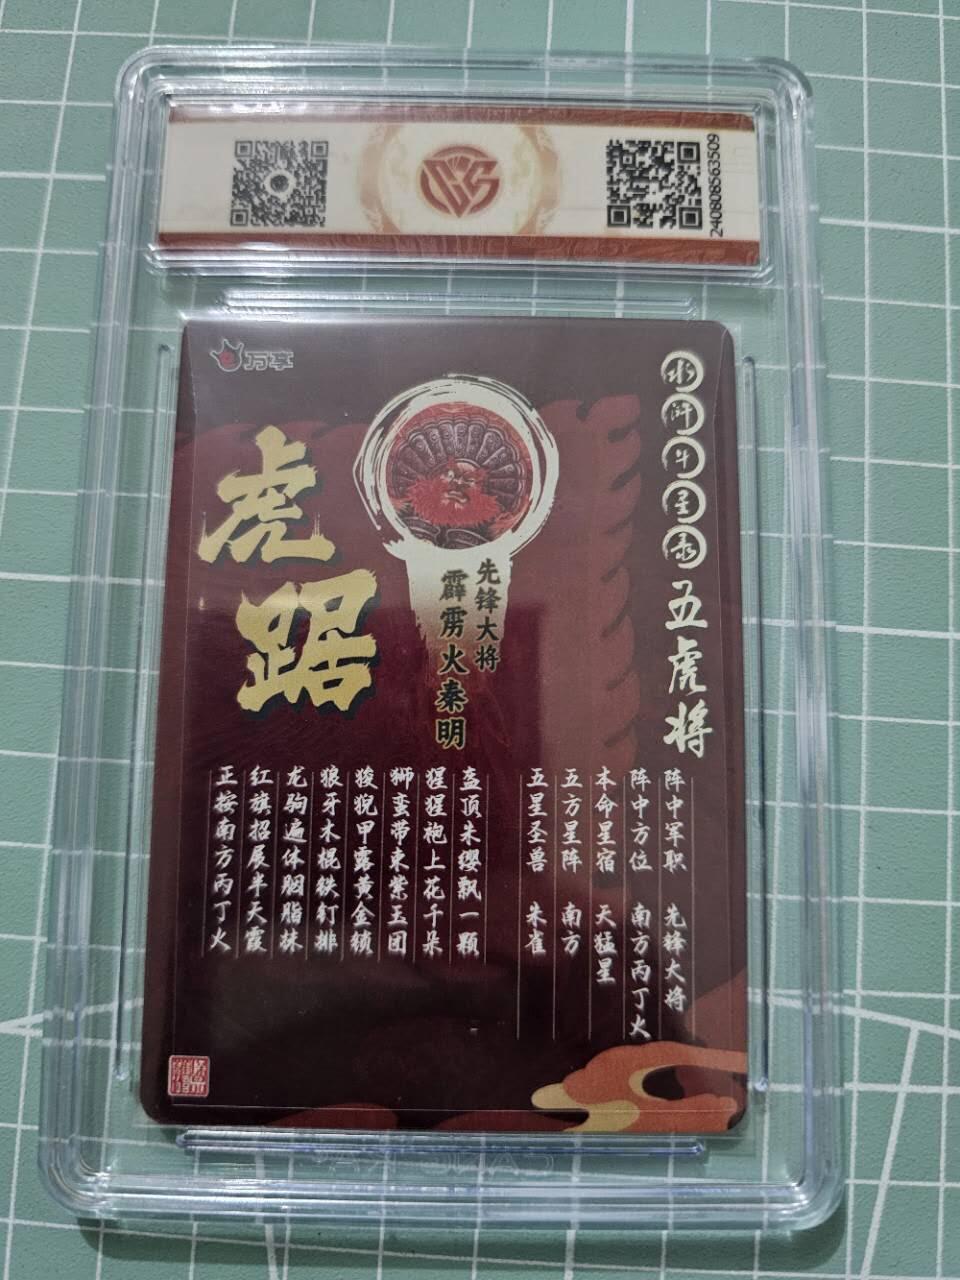 240808563509
万享
水浒斗星录 五虎将
虎踞
先锋大将
霹雳火秦明
阵中军职 先锋大将
阵中方位 南方丙丁火
本命星宿 天猛星
五方星阵 南方
五星圣兽 朱雀
盔顶朱缨飘一颗
猩猩袍上花千朵
狮蛮带束紫玉团
狻猊甲露黄金锁
狼牙木棍铁钉排
龙驹遍体胭脂抹
红旗招展半天霞
正按南方丙丁火